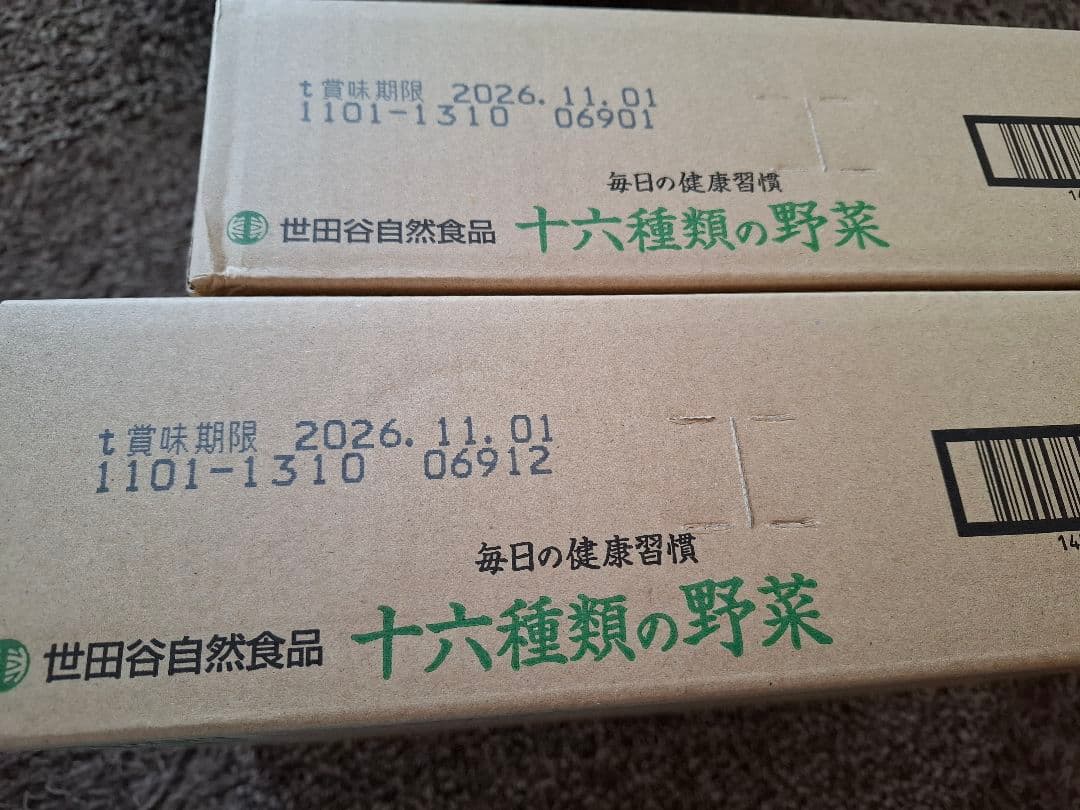 t賞味期限 2026.11.01
1101-1310 06901
毎日の健康習慣
世田谷自然食品 十六種類の野菜
t賞味期限 2026.11.01
1101-1310 06912
毎日の健康習慣
世田谷自然食品 十六種類の野菜